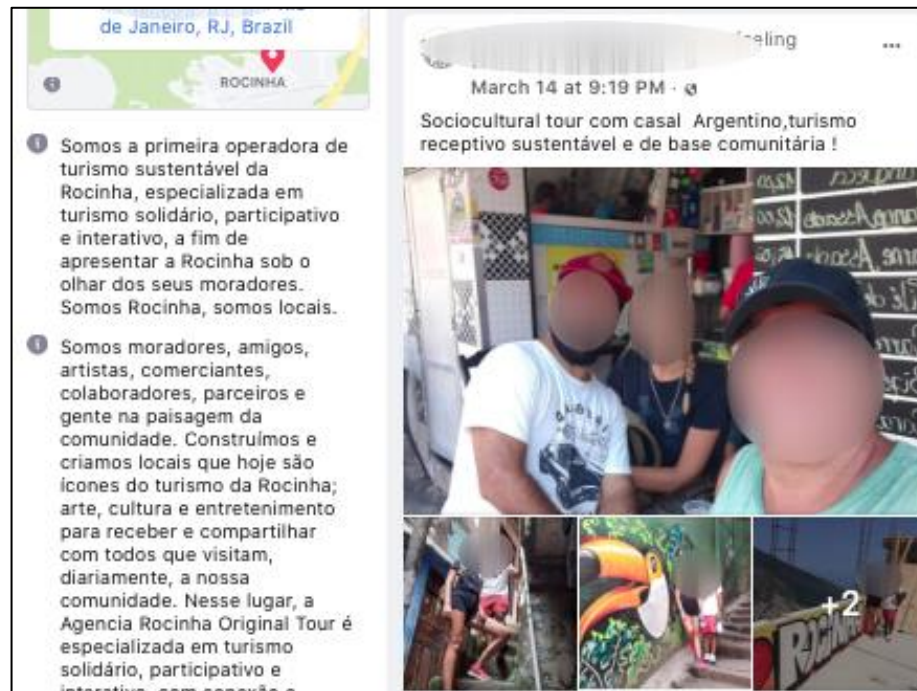 de Janeiro, RJ, Brazil
ROCINHA
Somos a primeira operadora de
turismo sustentável da
Rocinha, especializada em
turismo solidário, participativo
e interativo, a fim de
apresentar a Rocinha sob o
olhar dos seus moradores.
Somos Rocinha, somos locais.
Somos moradores, amigos,
artistas, comerciantes,
colaboradores, parceiros e
gente na paisagem da
comunidade. Construímos e
criamos locais que hoje são
ícones do turismo da Rocinha;
arte, cultura e entretenimento
para receber e compartilhar
com todos que visitam,
diariamente, a nossa
comunidade. Nesse lugar, a
Agencia Rocinha Original Tour é
especializada em turismo
solidário, participativo e
March 14 at 9:19 PM ·
Sociocultural tour com casal Argentino,turismo
receptivo sustentável e de base comunitária !
Assado
Assado
+2